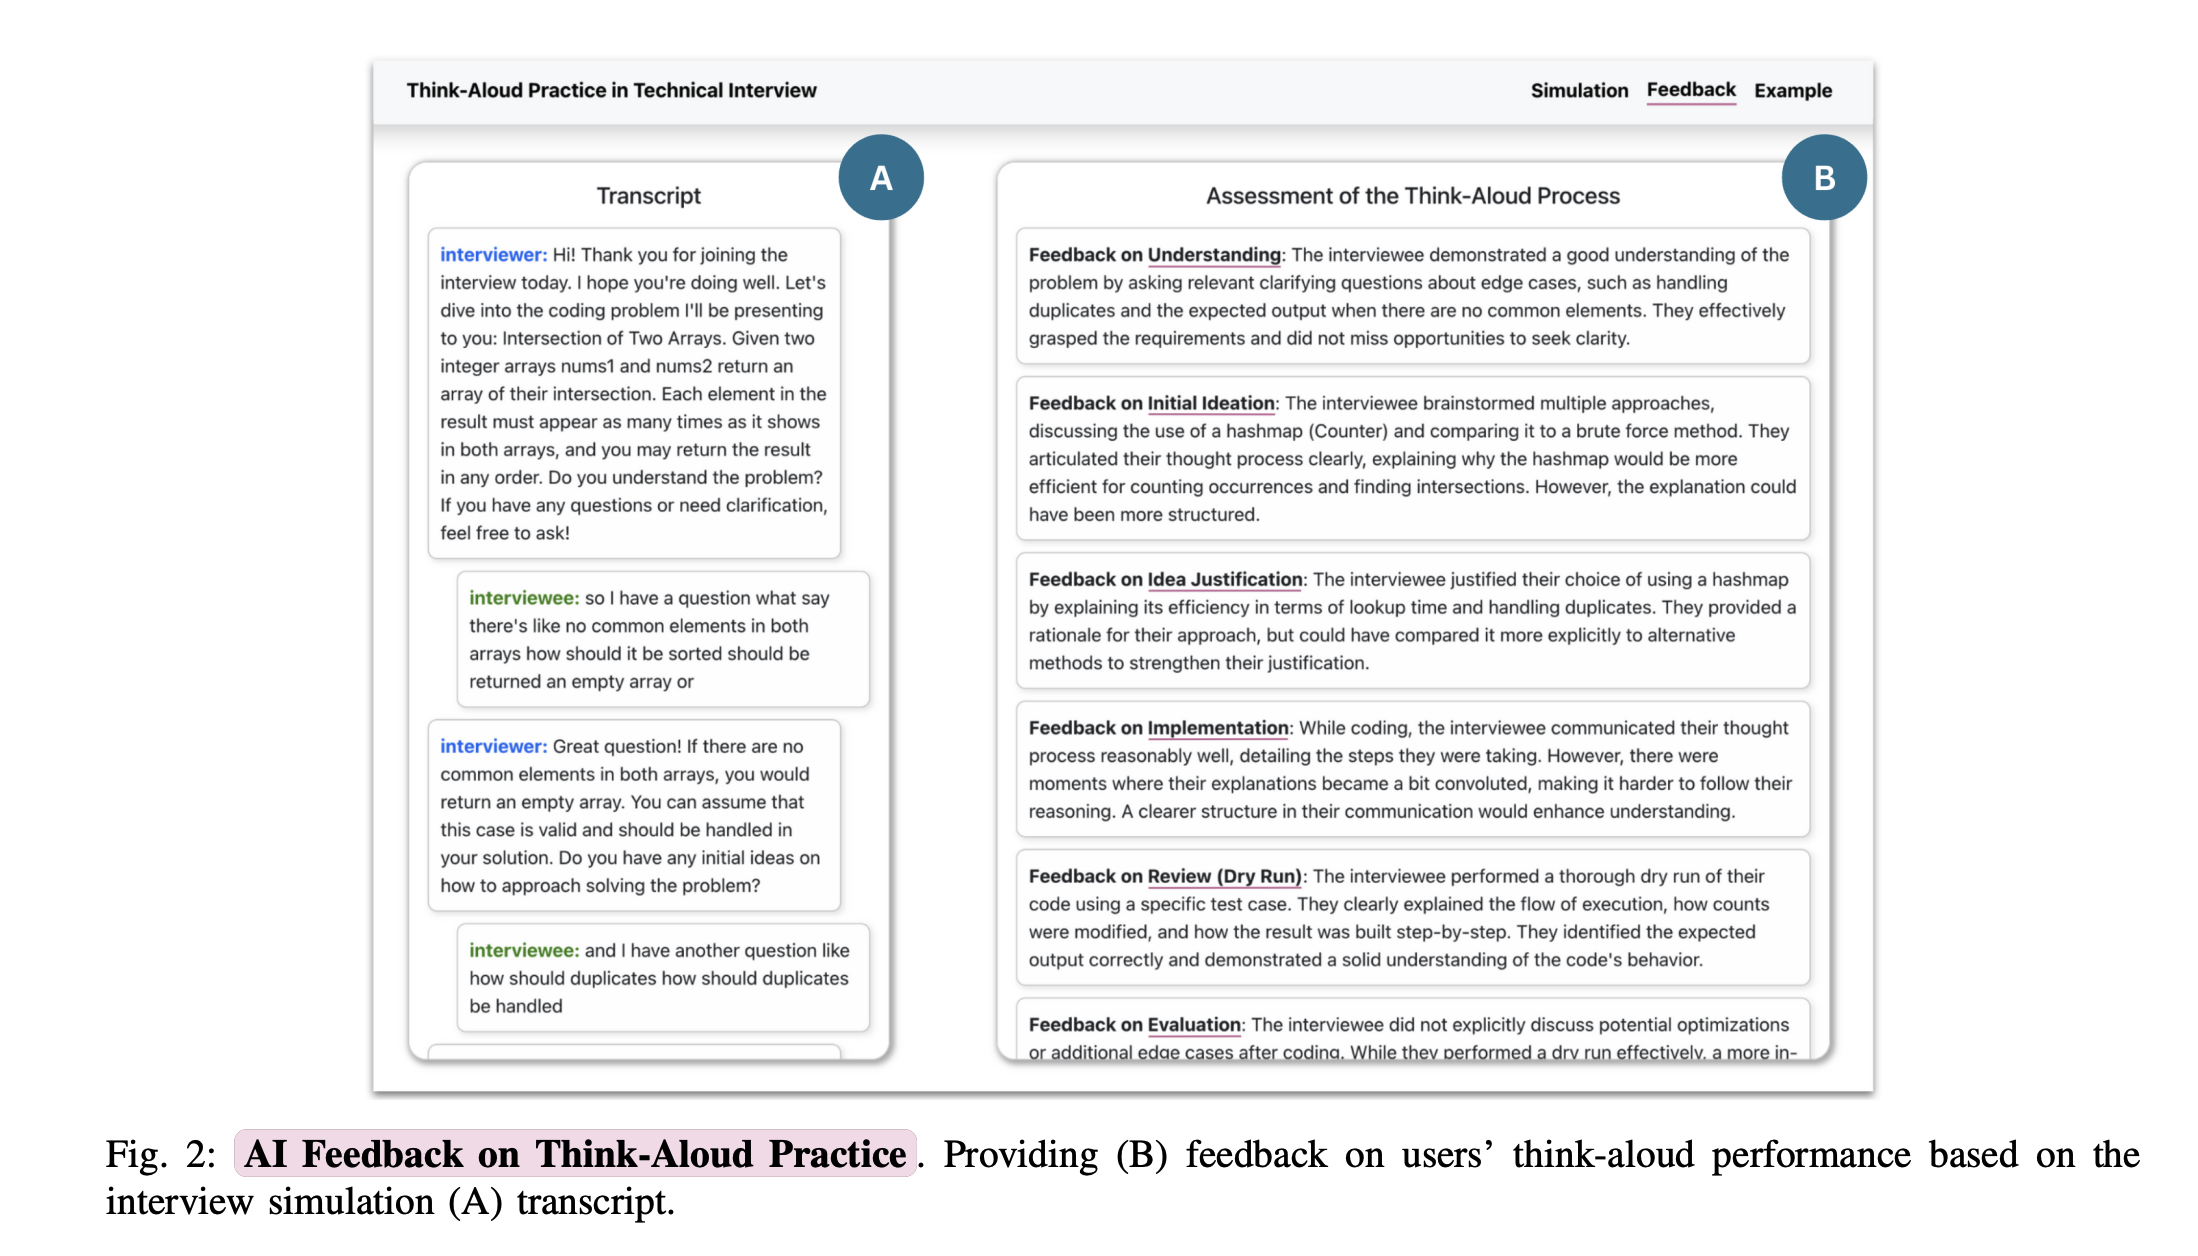 Think-Aloud Practice in Technical Interview
Simulation Feedback Example
A
Transcript
interviewer: Hi! Thank you for joining the
interview today. I hope you're doing well. Let's
dive into the coding problem I'll be presenting
to you: Intersection of Two Arrays. Given two
integer arrays nums1 and nums2 return an
array of their intersection. Each element in the
result must appear as many times as it shows
in both arrays, and you may return the result
in any order. Do you understand the problem?
If you have any questions or need clarification,
feel free to ask!
interviewee: so I have a question what say
there's like no common elements in both
arrays how should it be sorted should be
returned an empty array or
interviewer: Great question! If there are no
common elements in both arrays, you would
return an empty array. You can assume that
this case is valid and should be handled in
your solution. Do you have any initial ideas on
how to approach solving the problem?
interviewee: and I have another question like
how should duplicates how should duplicates
be handled
B
Assessment of the Think-Aloud Process
Feedback on Understanding: The interviewee demonstrated a good understanding of the
problem by asking relevant clarifying questions about edge cases, such as handling
duplicates and the expected output when there are no common elements. They effectively
grasped the requirements and did not miss opportunities to seek clarity.
Feedback on Initial Ideation: The interviewee brainstormed multiple approaches,
discussing the use of a hashmap (Counter) and comparing it to a brute force method. They
articulated their thought process clearly, explaining why the hashmap would be more
efficient for counting occurrences and finding intersections. However, the explanation could
have been more structured.
Feedback on Idea Justification: The interviewee justified their choice of using a hashmap
by explaining its efficiency in terms of lookup time and handling duplicates. They provided a
rationale for their approach, but could have compared it more explicitly to alternative
methods to strengthen their justification.
Feedback on Implementation: While coding, the interviewee communicated their thought
process reasonably well, detailing the steps they were taking. However, there were
moments where their explanations became a bit convoluted, making it harder to follow their
reasoning. A clearer structure in their communication would enhance understanding.
Feedback on Review (Dry Run): The interviewee performed a thorough dry run of their
code using a specific test case. They clearly explained the flow of execution, how counts
were modified, and how the result was built step-by-step. They identified the expected
output correctly and demonstrated a solid understanding of the code's behavior.
Feedback on Evaluation: The interviewee did not explicitly discuss potential optimizations
or additional edge cases after coding. While they performed a dry run effectively, a more in-
Fig. 2: AI Feedback on Think-Aloud Practice. Providing (B) feedback on users’ think-aloud performance based on the
interview simulation (A) transcript.